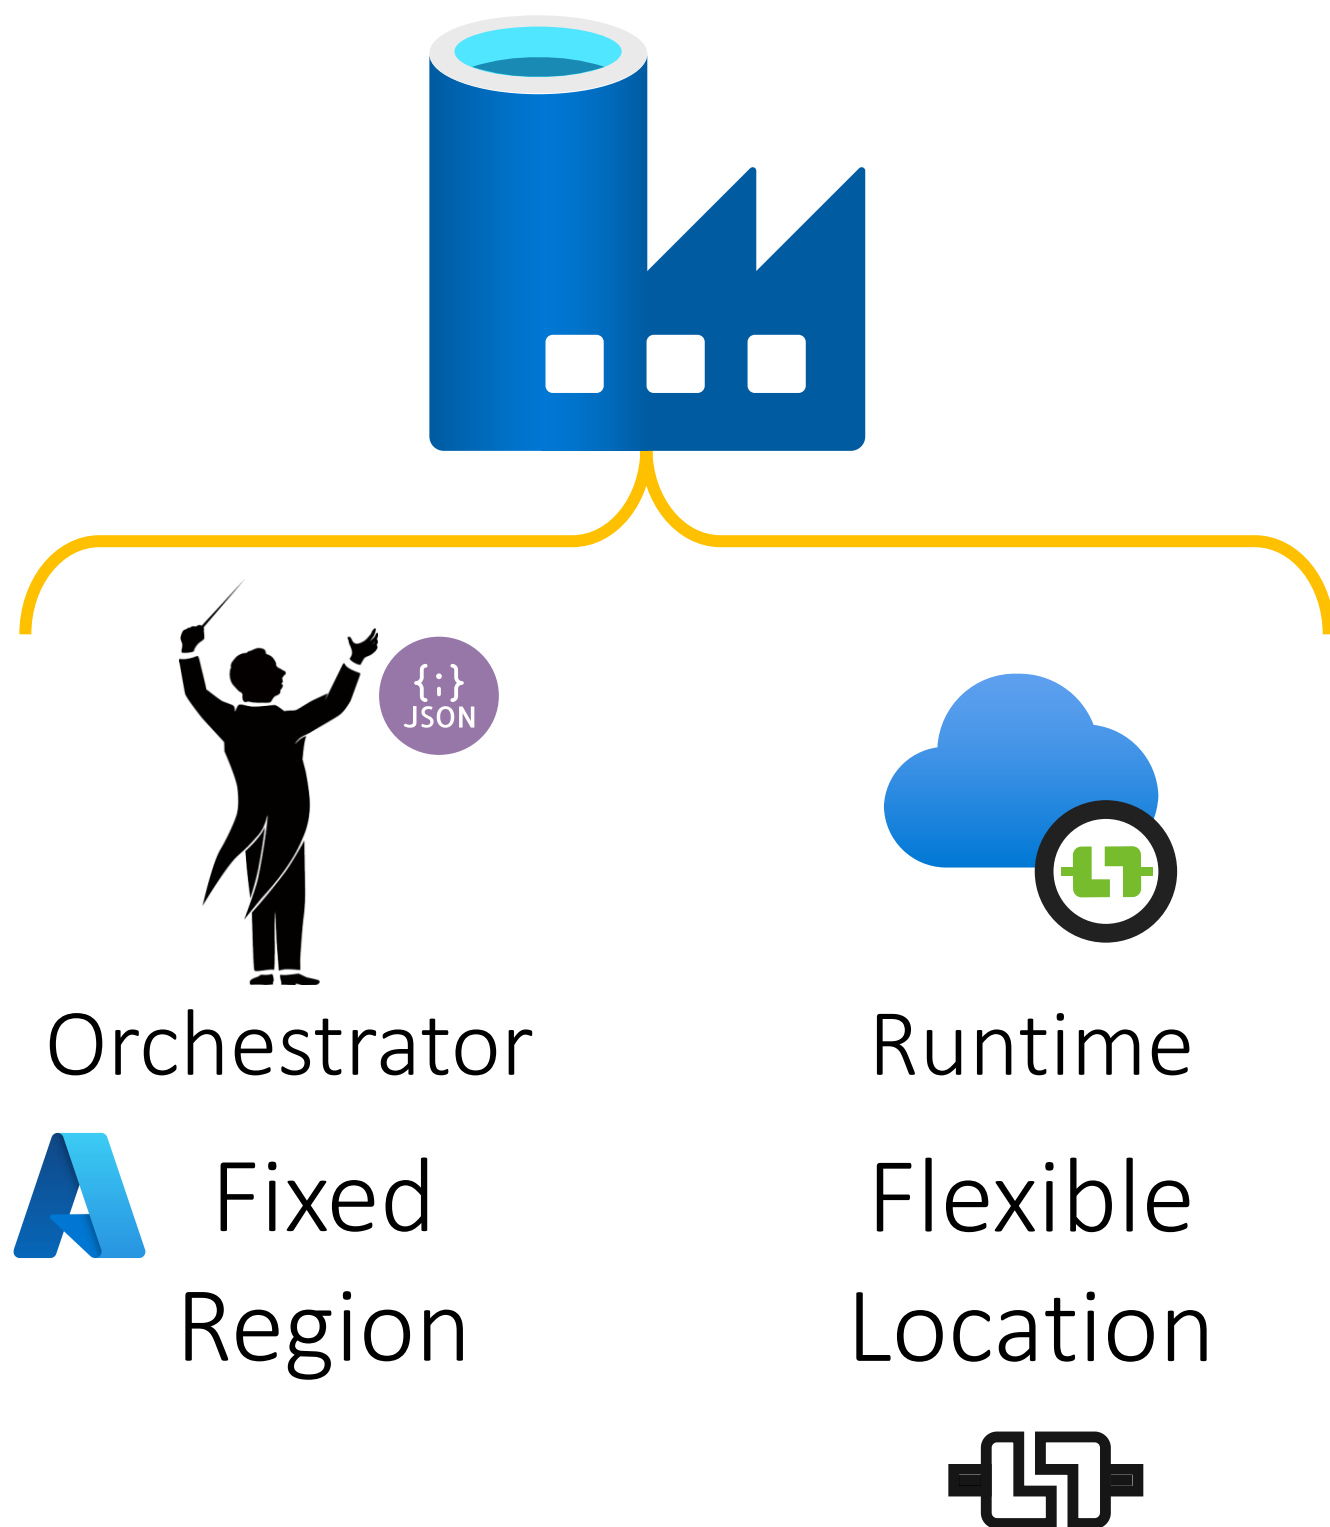 {;}
JSON
Orchestrator
Runtime
Fixed
Region
Flexible
Location